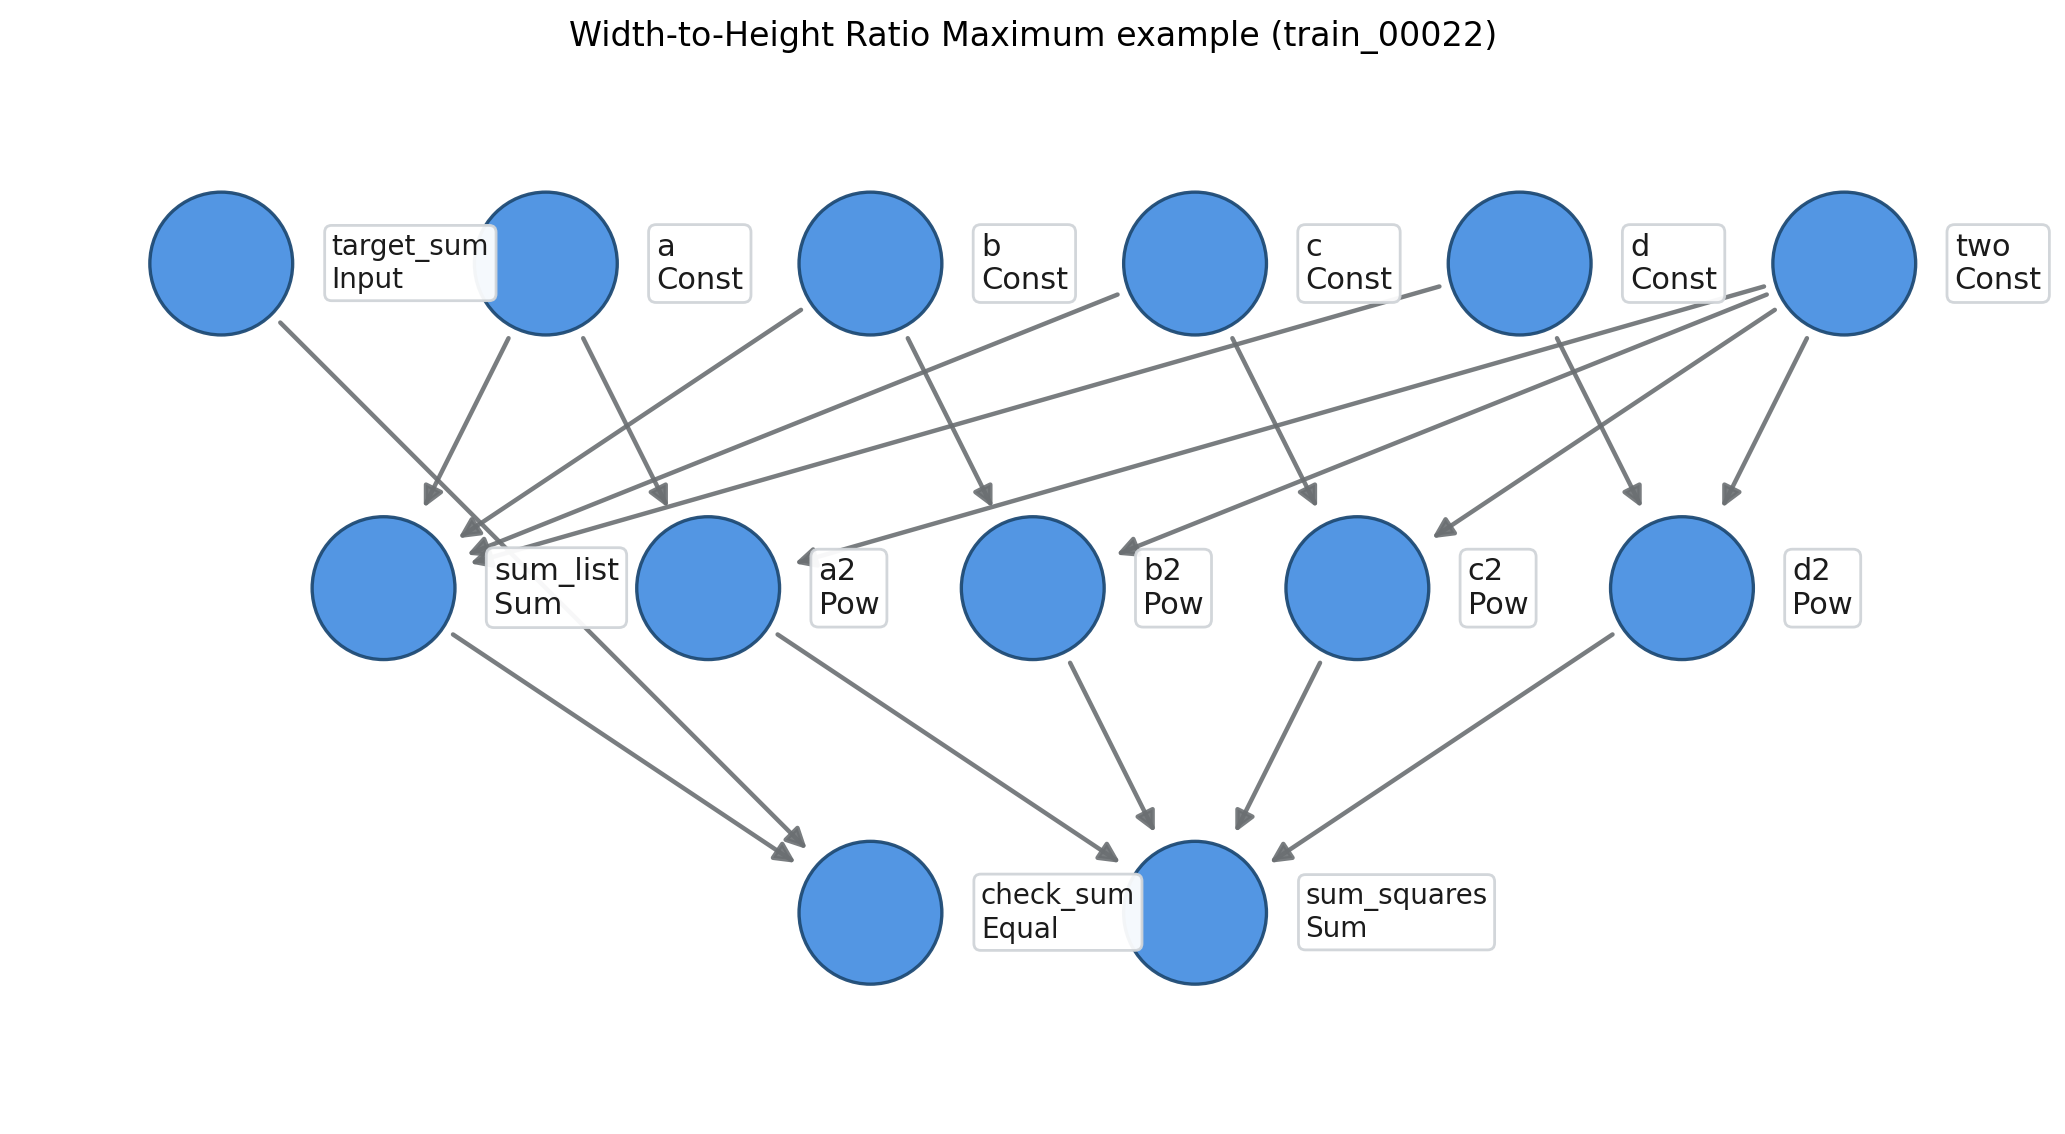 Width-to-Height Ratio Maximum example (train_00022)
target_sum
Input
a
Const
b
Const
c
Const
d
Const
two
Const
sum_list
Sum
a2
Pow
b2
Pow
c2
Pow
d2
Pow
check_sum
Equal
sum_squares
Sum